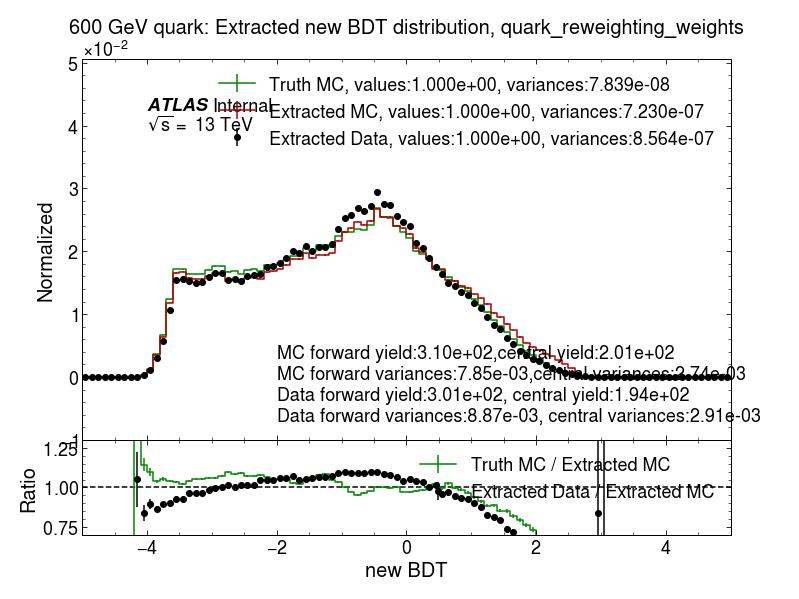 600 GeV quark: Extracted new BDT distribution, quark_reweighting_weights
×10⁻²
5
Truth MC, values:1.000e+00, variances:7.839e-08
ATLAS Internal
Extracted MC, values:1.000e+00, variances:7.230e-07
√s = 13 TeV
4
Extracted Data, values:1.000e+00, variances:8.564e-07
3
Normalized
2
1
MC forward yield:3.10e+02,central yield:2.01e+02
0
MC forward variances:7.85e-03,central variances:2.74e-03
Data forward yield:3.01e+02, central yield:1.94e+02
Data forward variances:8.87e-03, central variances:2.91e-03
1
1.25
Truth MC / Extracted MC
Ratio
1.00
Extracted Data / Extracted MC
0.75
−4 −2 0 2 4
new BDT